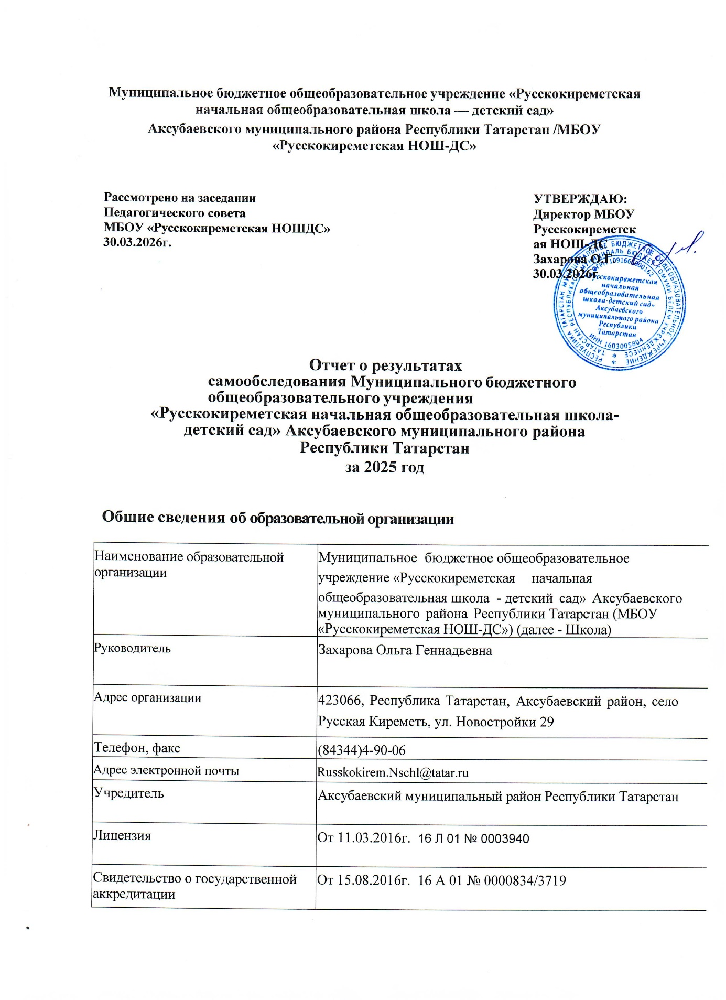 Муниципальное бюджетное общеобразовательное учреждение «Русскокиреметская
начальная общеобразовательная школа — детский сад»
Аксубаевского муниципального района Республики Татарстан /МБОУ
«Русскокиреметская НОШ-ДС»
Рассмотрено на заседании
Педагогического совета
МБОУ «Русскокиреметская НОШДС»
30.03.2026г.
УТВЕРЖДАЮ:
Директор МБОУ
Русскокиреметск
ая НОШ-ДС
Захарова О.Г.
30.03.2026г
Русскокиреметская
начальная
общеобразовательная
школа-детский сад»
Аксубаевского
муниципального района
Республики
Татарстан
ИНН 1603005804
Отчет о результатах
самообследования Муниципального бюджетного
общеобразовательного учреждения
«Русскокиреметская начальная общеобразовательная школа-
детский сад» Аксубаевского муниципального района
Республики Татарстан
за 2025 год
Общие сведения об образовательной организации
Наименование образовательной
организации
Муниципальное бюджетное общеобразовательное
учреждение «Русскокиреметская начальная
общеобразовательная школа - детский сад» Аксубаевского
муниципального района Республики Татарстан (МБОУ
«Русскокиреметская НОШ-ДС») (далее - Школа)
Руководитель
Захарова Ольга Геннадьевна
Адрес организации
423066, Республика Татарстан, Аксубаевский район, село
Русская Киреметь, ул. Новостройки 29
Телефон, факс
(84344)4-90-06
Адрес электронной почты
Russkokirem.Nschl@tatar.ru
Учредитель
Аксубаевский муниципальный район Республики Татарстан
Лицензия
От 11.03.2016г. 16 Л 01 № 0003940
Свидетельство о государственной
аккредитации
От 15.08.2016г. 16 А 01 № 0000834/3719